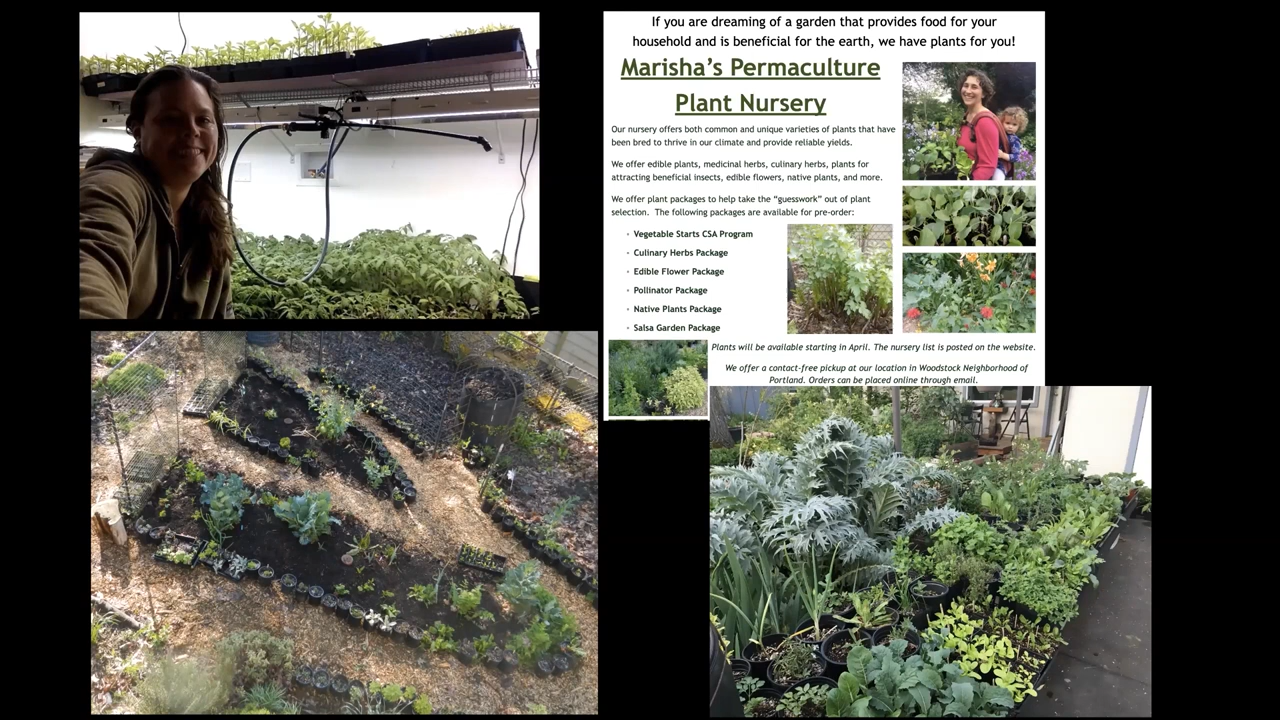 If you are dreaming of a garden that provides food for your
household and is beneficial for the earth, we have plants for you!
Marisha's Permaculture
Plant Nursery
Our nursery offers both common and unique varieties of plants that have
been bred to thrive in our climate and provide reliable yields.
We offer edible plants, medicinal herbs, culinary herbs, plants for
attracting beneficial insects, edible flowers, native plants, and more.
We offer plant packages to help take the “guesswork” out of plant
selection. The following packages are available for pre-order:
• Vegetable Starts CSA Program
• Culinary Herbs Package
• Edible Flower Package
• Pollinator Package
• Native Plants Package
• Salsa Garden Package
Plants will be available starting in April. The nursery list is posted on the website.
We offer a contact-free pickup at our location in Woodstock Neighborhood of
Portland. Orders can be placed online through email.